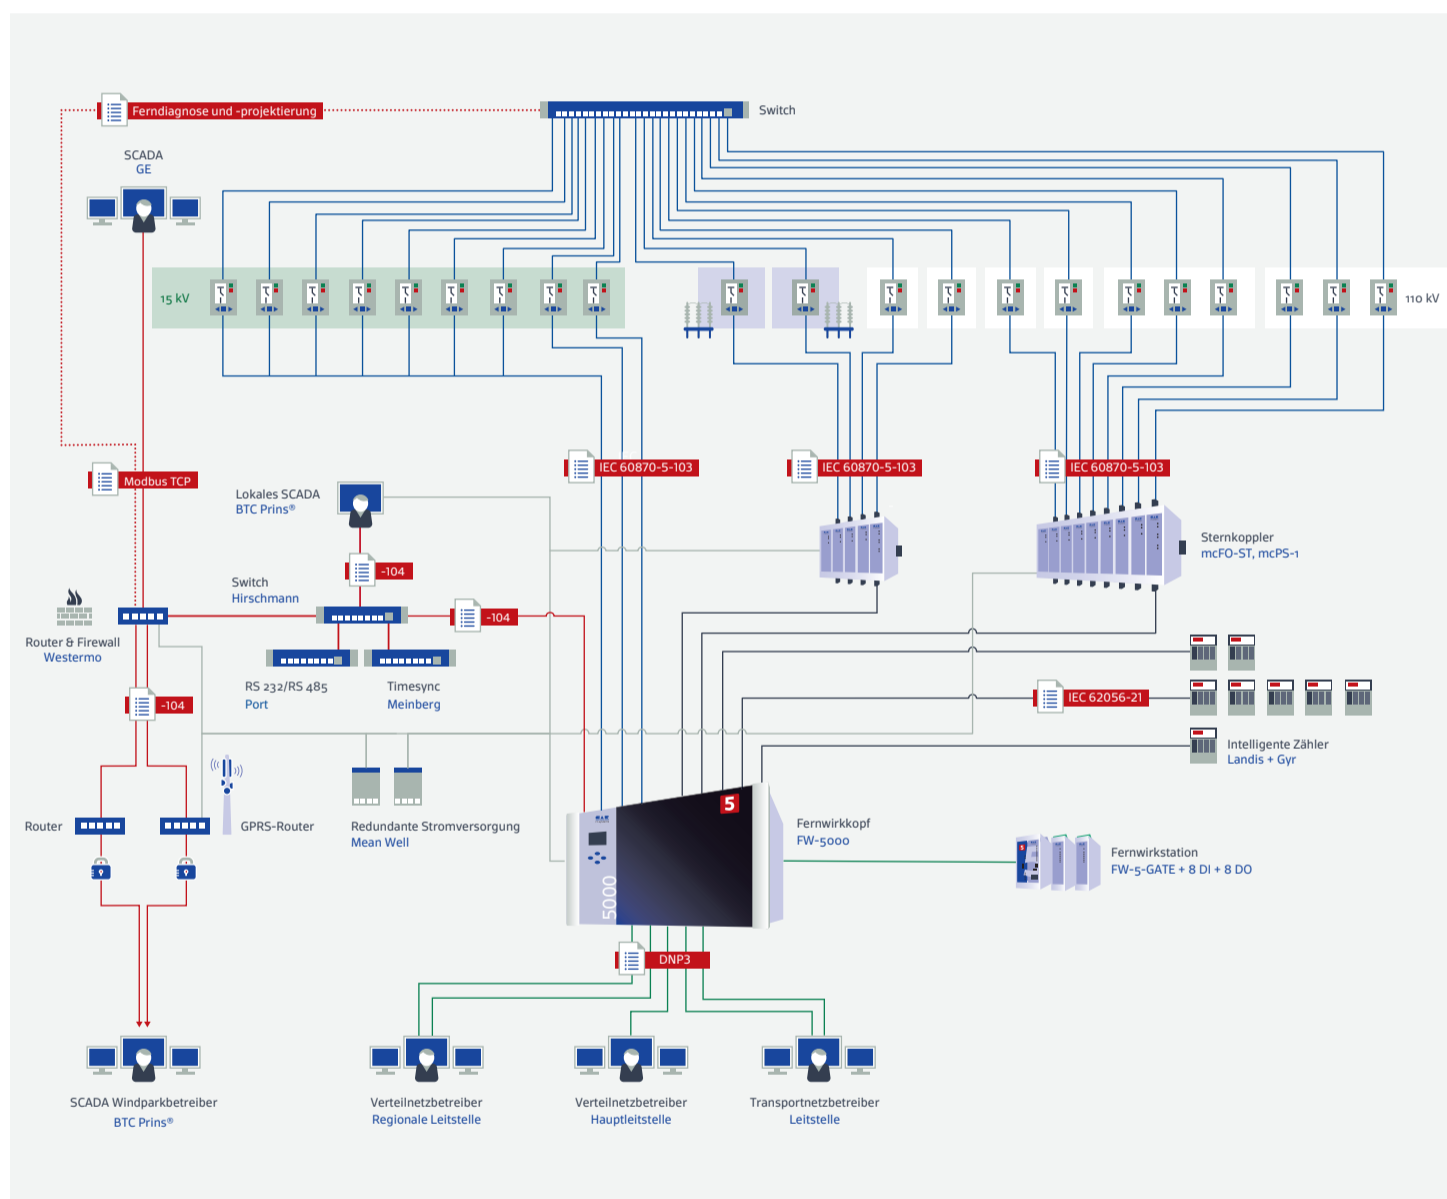 Ferndiagnose und -projektierung
Switch
SCADA
GE
15 kV
110 kV
IEC 60870-5-103
IEC 60870-5-103
IEC 60870-5-103
Modbus TCP
Lokales SCADA
BTC Prins®
-104
Sternkoppler
mcFO-ST, mcPS-1
Switch
Hirschmann
-104
Router & Firewall
Westermo
RS 232/RS 485
Port
Timesync
Meinberg
-104
IEC 62056-21
Intelligente Zähler
Landis + Gyr
Router
GPRS-Router
Redundante Stromversorgung
Mean Well
5
5000
Fernwirkkopf
FW-5000
Fernwirkstation
FW-5-GATE + 8 DI + 8 DO
DNP3
SCADA Windparkbetreiber
BTC Prins®
Verteilnetzbetreiber
Regionale Leitstelle
Verteilnetzbetreiber
Hauptleitstelle
Transportnetzbetreiber
Leitstelle